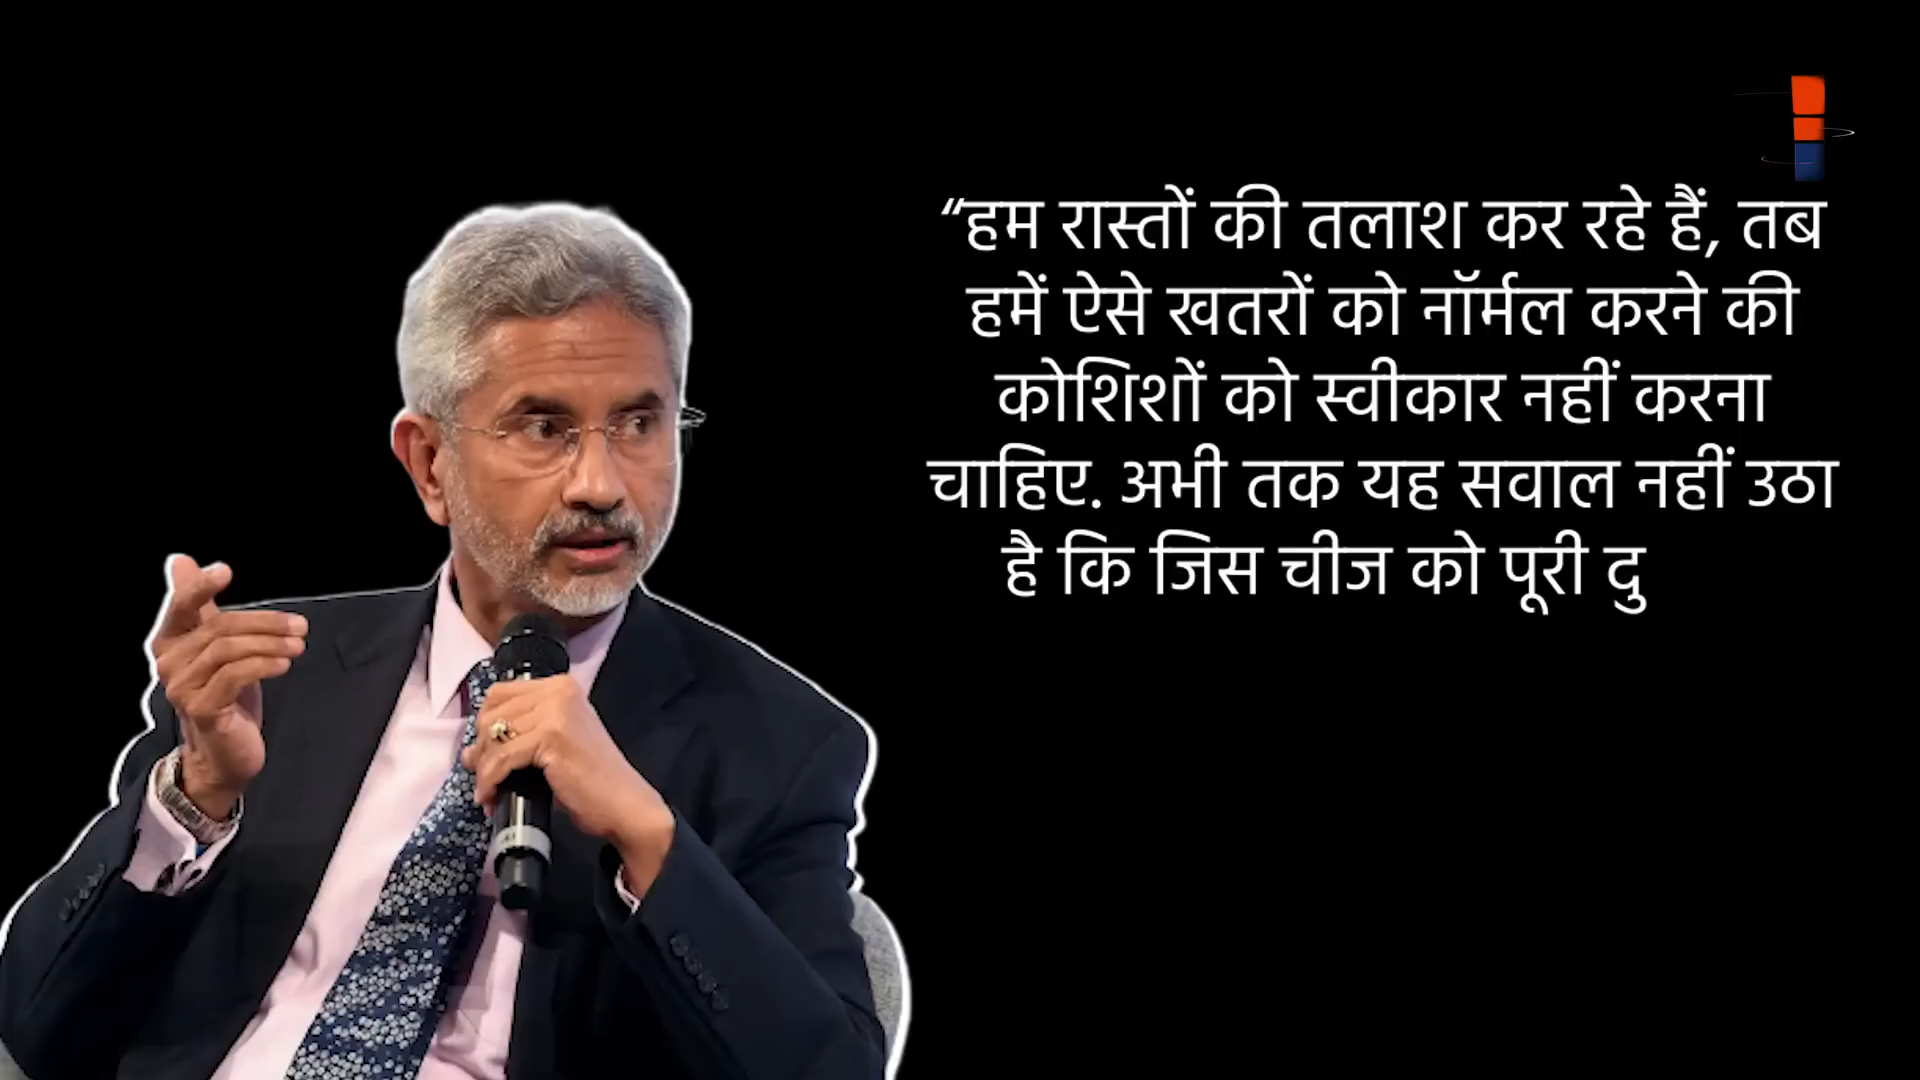 “हम रास्तों की तलाश कर रहे हैं, तब
हमें ऐसे खतरों को नॉर्मल करने की
कोशिशों को स्वीकार नहीं करना
चाहिए. अभी तक यह सवाल नहीं उठा
है कि जिस चीज को पूरी दु